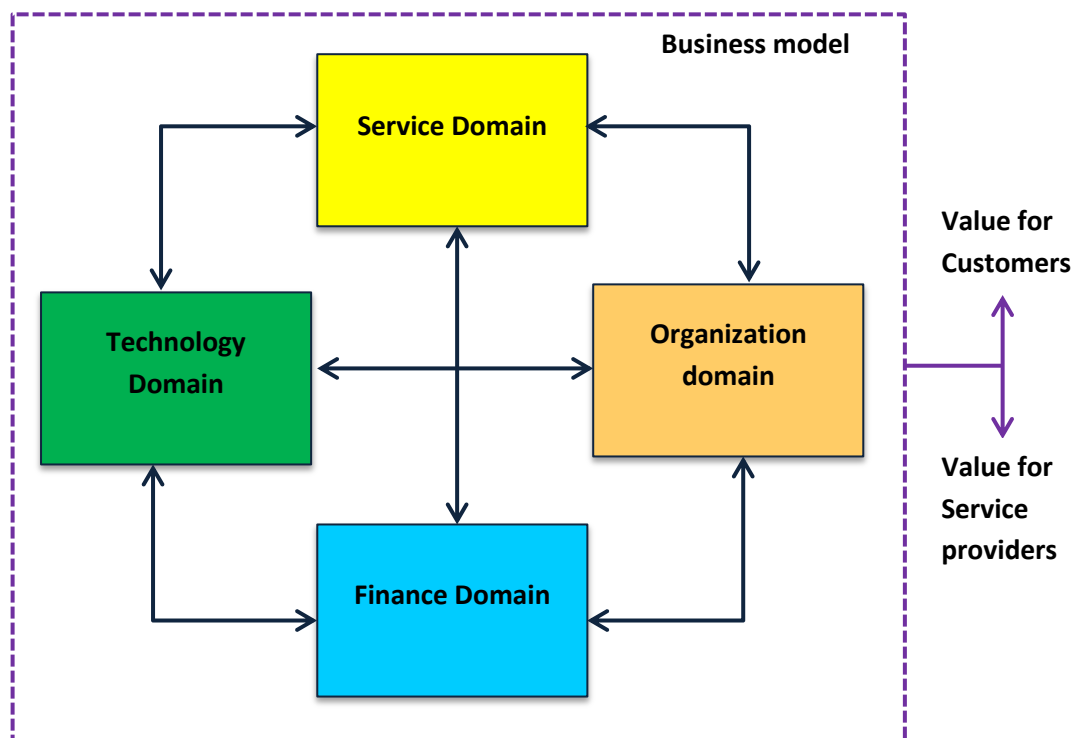 Business model
Service Domain
Value for
Customers
Technology
Domain
Organization
domain
Value for
Service
providers
Finance Domain